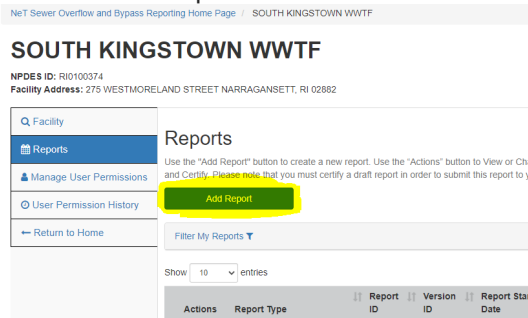 NeT Sewer Overflow and Bypass Reporting Home Page / SOUTH KINGSTOWN WWTF
SOUTH KINGSTOWN WWTF
NPDES ID: RI0100374
Facility Address: 275 WESTMORELAND STREET NARRAGANSETT, RI 02882
Facility
Reports
Manage User Permissions
User Permission History
← Return to Home
Reports
Use the "Add Report" button to create a new report. Use the "Actions" button to View or Ch
and Certify. Please note that you must certify a draft report in order to submit this report to y
Add Report
Filter My Reports
Show 10 entries
Actions Report Type Report ID Version ID Report Star Date